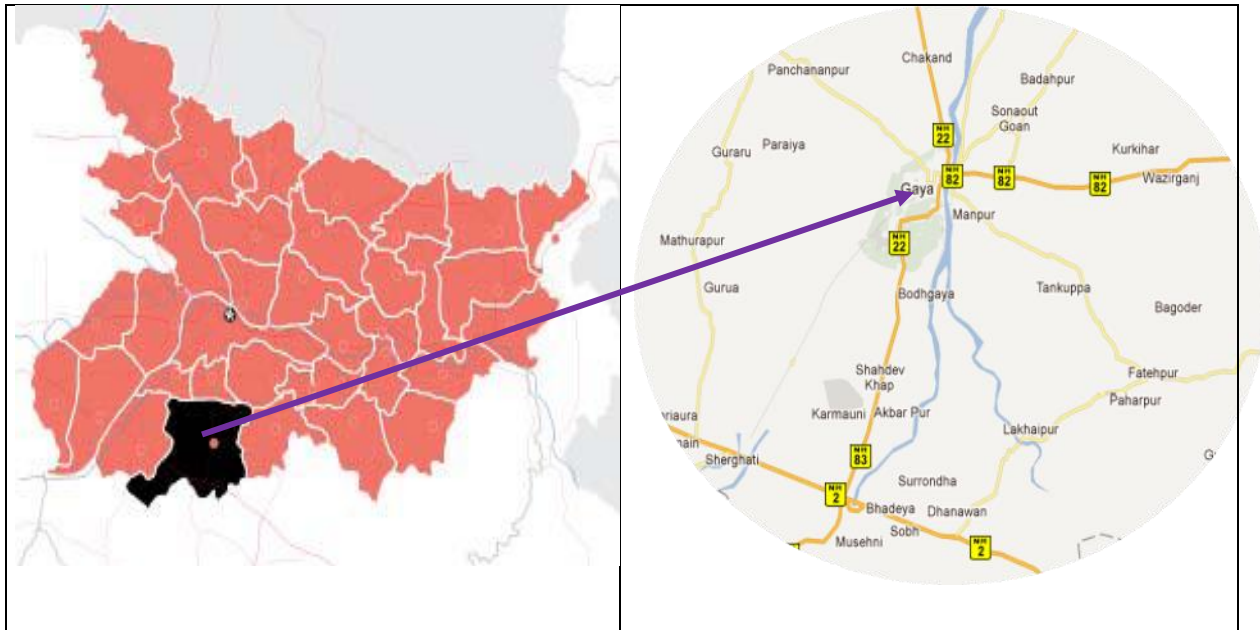 Chakand
Panchananpur
Badahpur
Sonaout
Goan
NH
22
Kurkihar
Guraru
Paraiya
NH
82
NH
82
NH
82
Wazirganj
Gaya
Manpur
Mathurapur
NH
22
Gurua
Bodhgaya
Tankuppa
Bagoder
Shahdev
Khap
Fatehpur
Paharpur
Karmauni
Akbar Pur
riaura
Lakhaipur
nain
Sherghati
NH
83
G
Surrondha
NH
2
Bhadeya
Dhanawan
Sobh
Musehni
NH
2